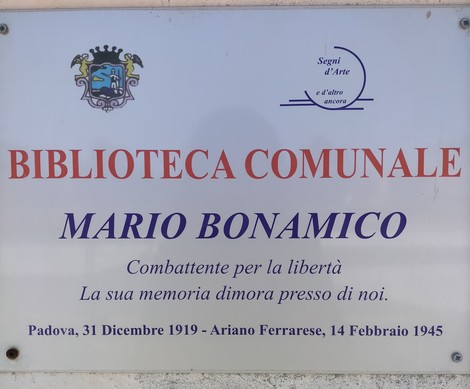 Segni
d'Arte
e d'altro
ancora
BIBLIOTECA COMUNALE
MARIO BONAMICO
Combattente per la libertà
La sua memoria dimora presso di noi.
Padova, 31 Dicembre 1919 - Ariano Ferrarese, 14 Febbraio 1945